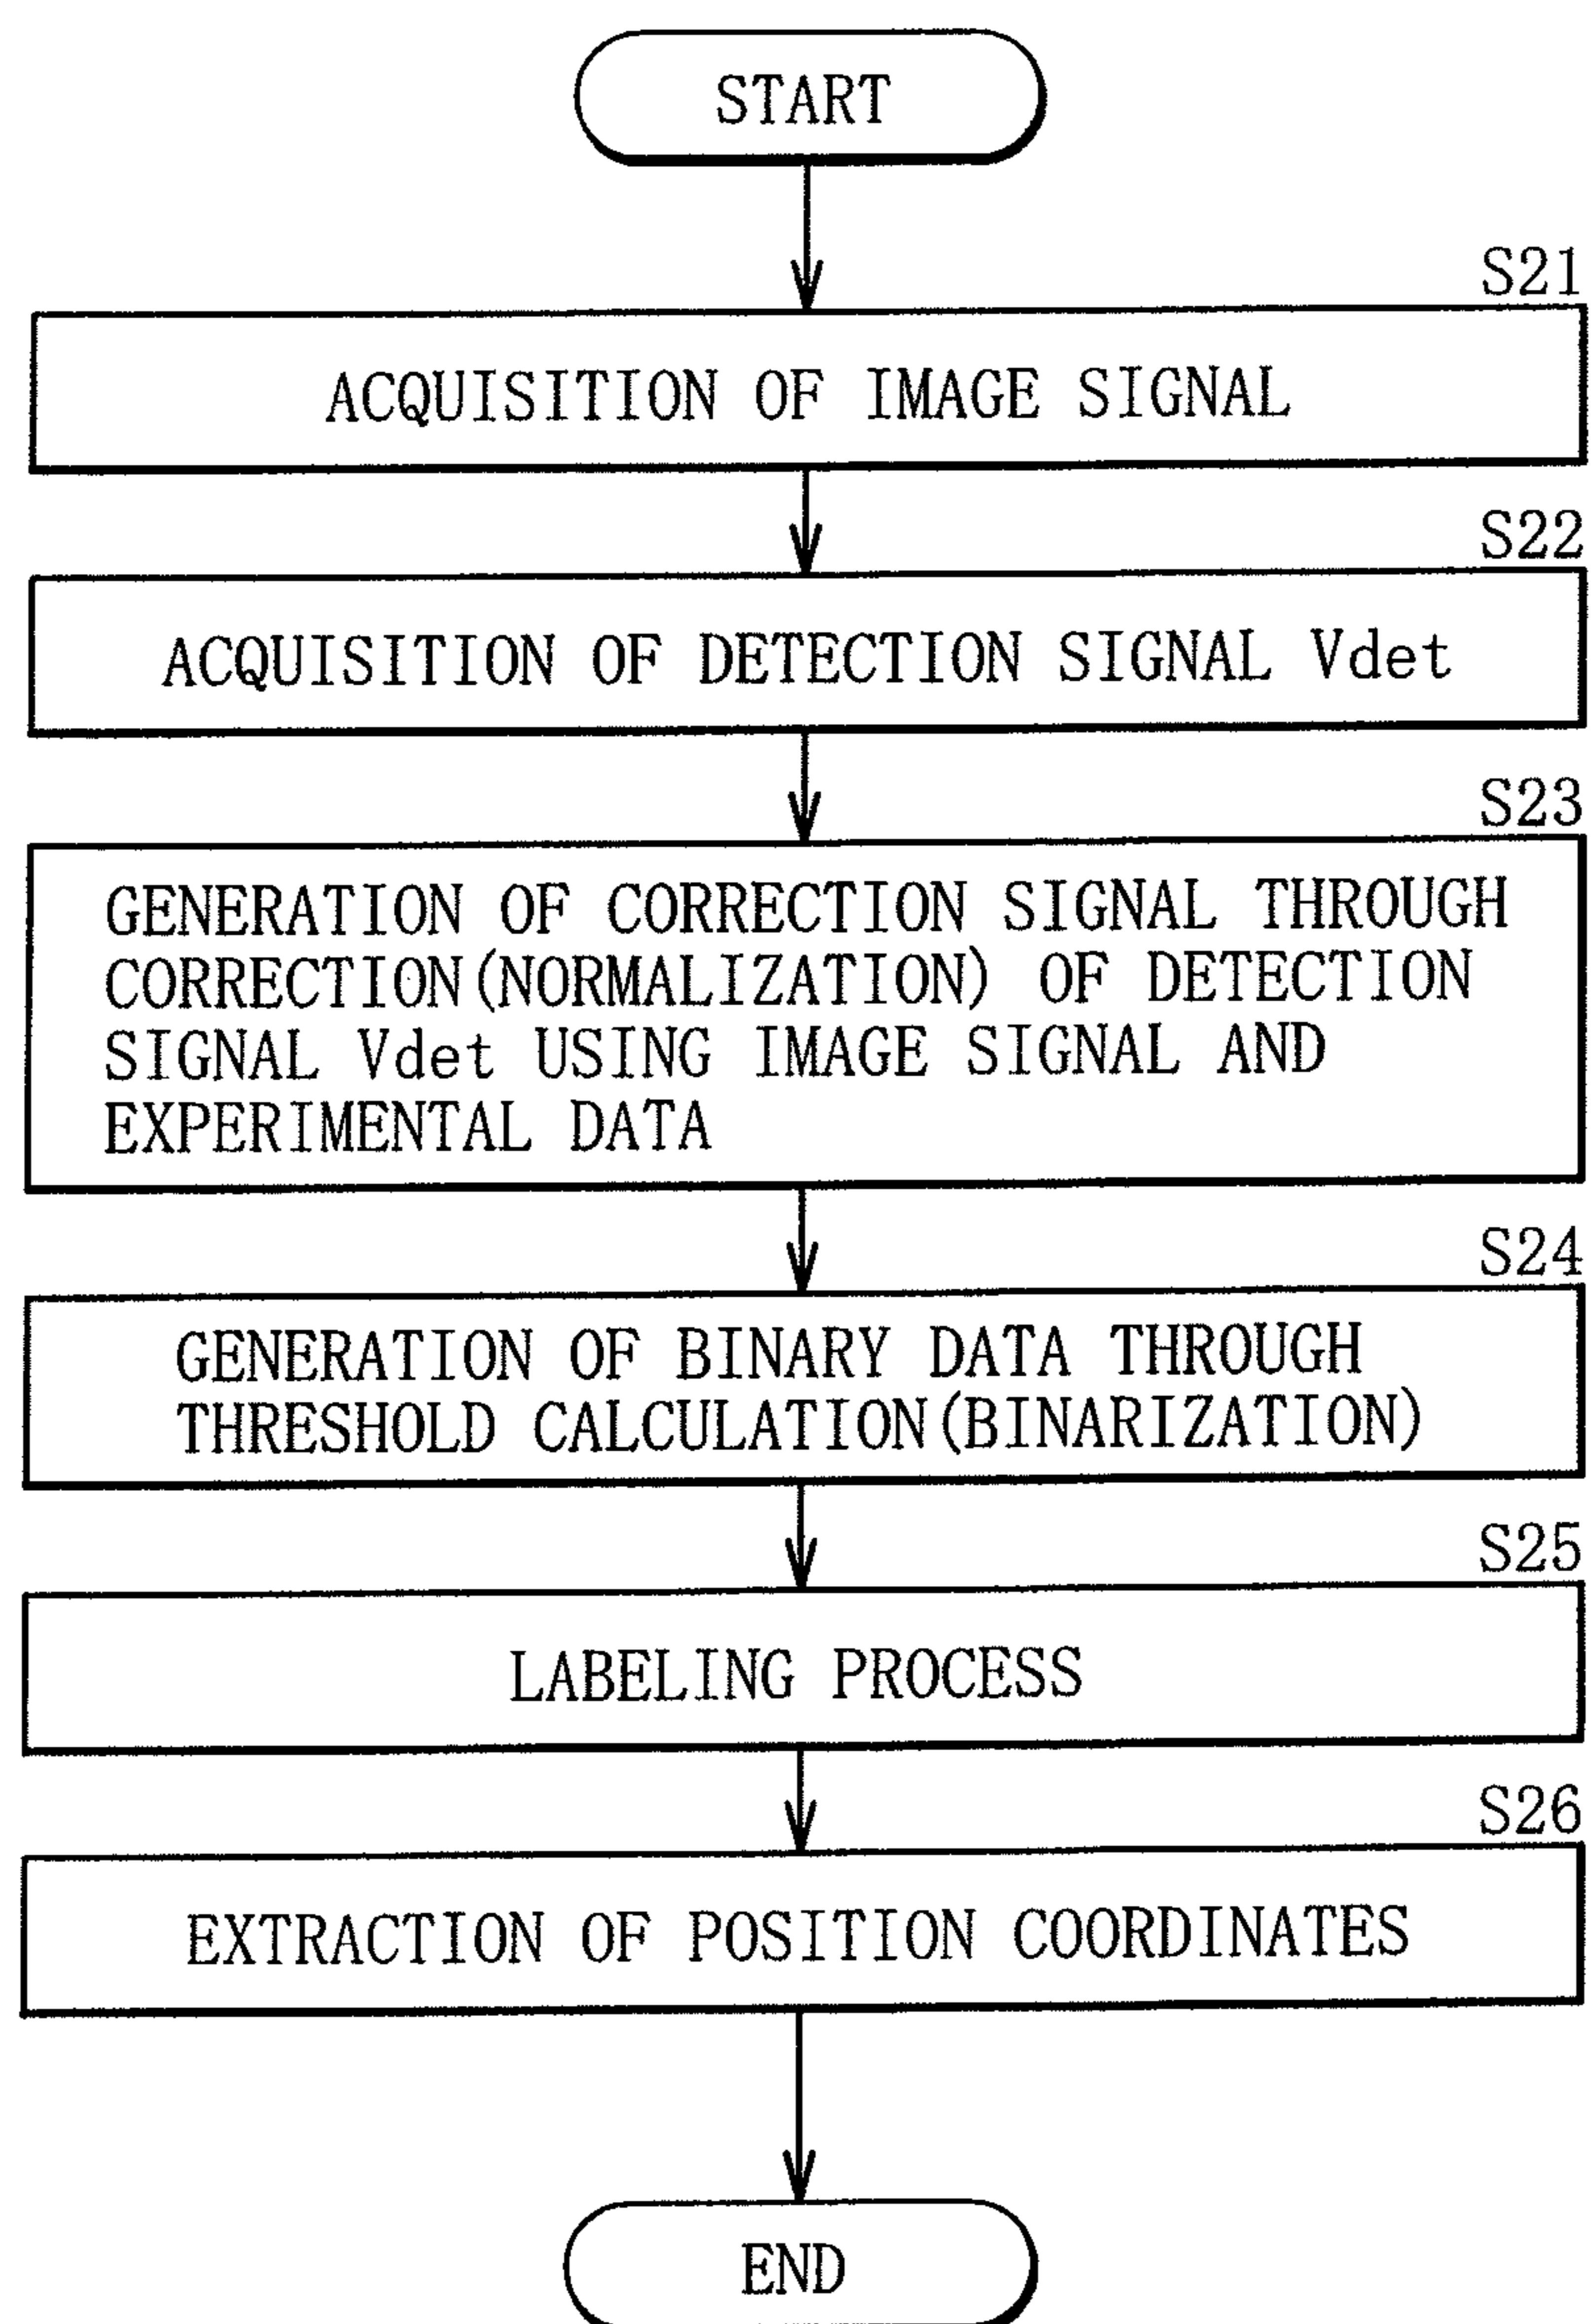 START
S21
ACQUISITION OF IMAGE SIGNAL
S22
ACQUISITION OF DETECTION SIGNAL Vdet
S23
GENERATION OF CORRECTION SIGNAL THROUGH
CORRECTION(NORMALIZATION) OF DETECTION
SIGNAL Vdet USING IMAGE SIGNAL AND
EXPERIMENTAL DATA
S24
GENERATION OF BINARY DATA THROUGH
THRESHOLD CALCULATION(BINARIZATION)
S25
LABELING PROCESS
S26
EXTRACTION OF POSITION COORDINATES
END